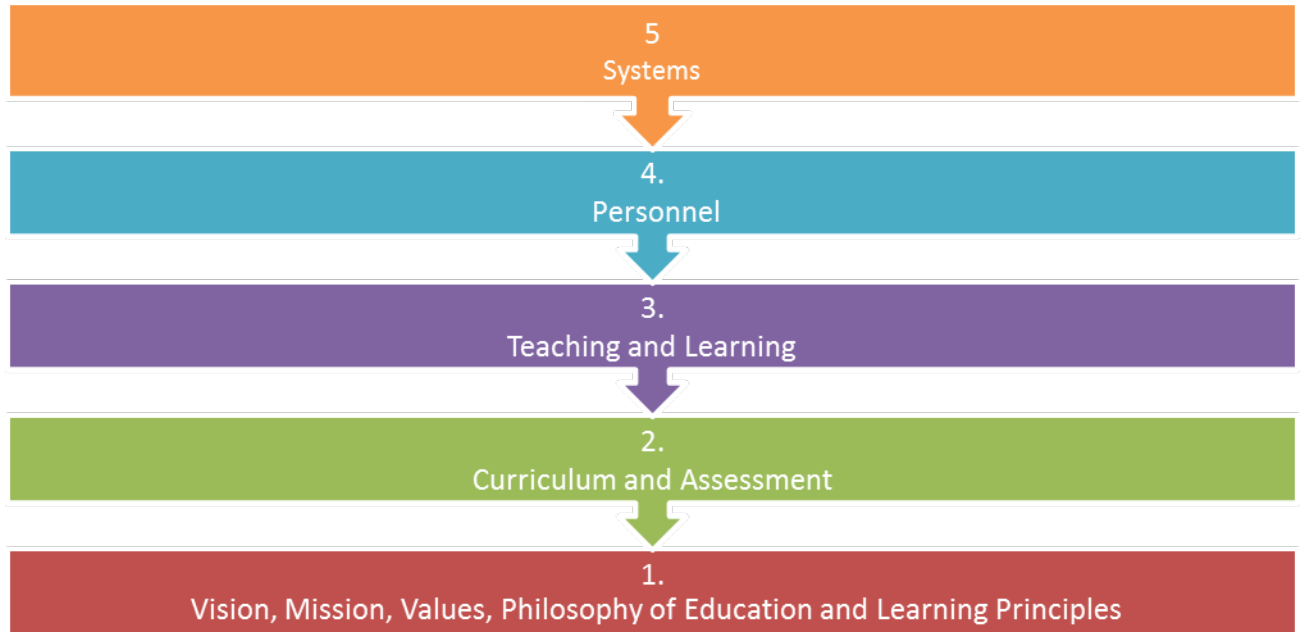 5
Systems
4.
Personnel
3.
Teaching and Learning
2.
Curriculum and Assessment
1.
Vision, Mission, Values, Philosophy of Education and Learning Principles